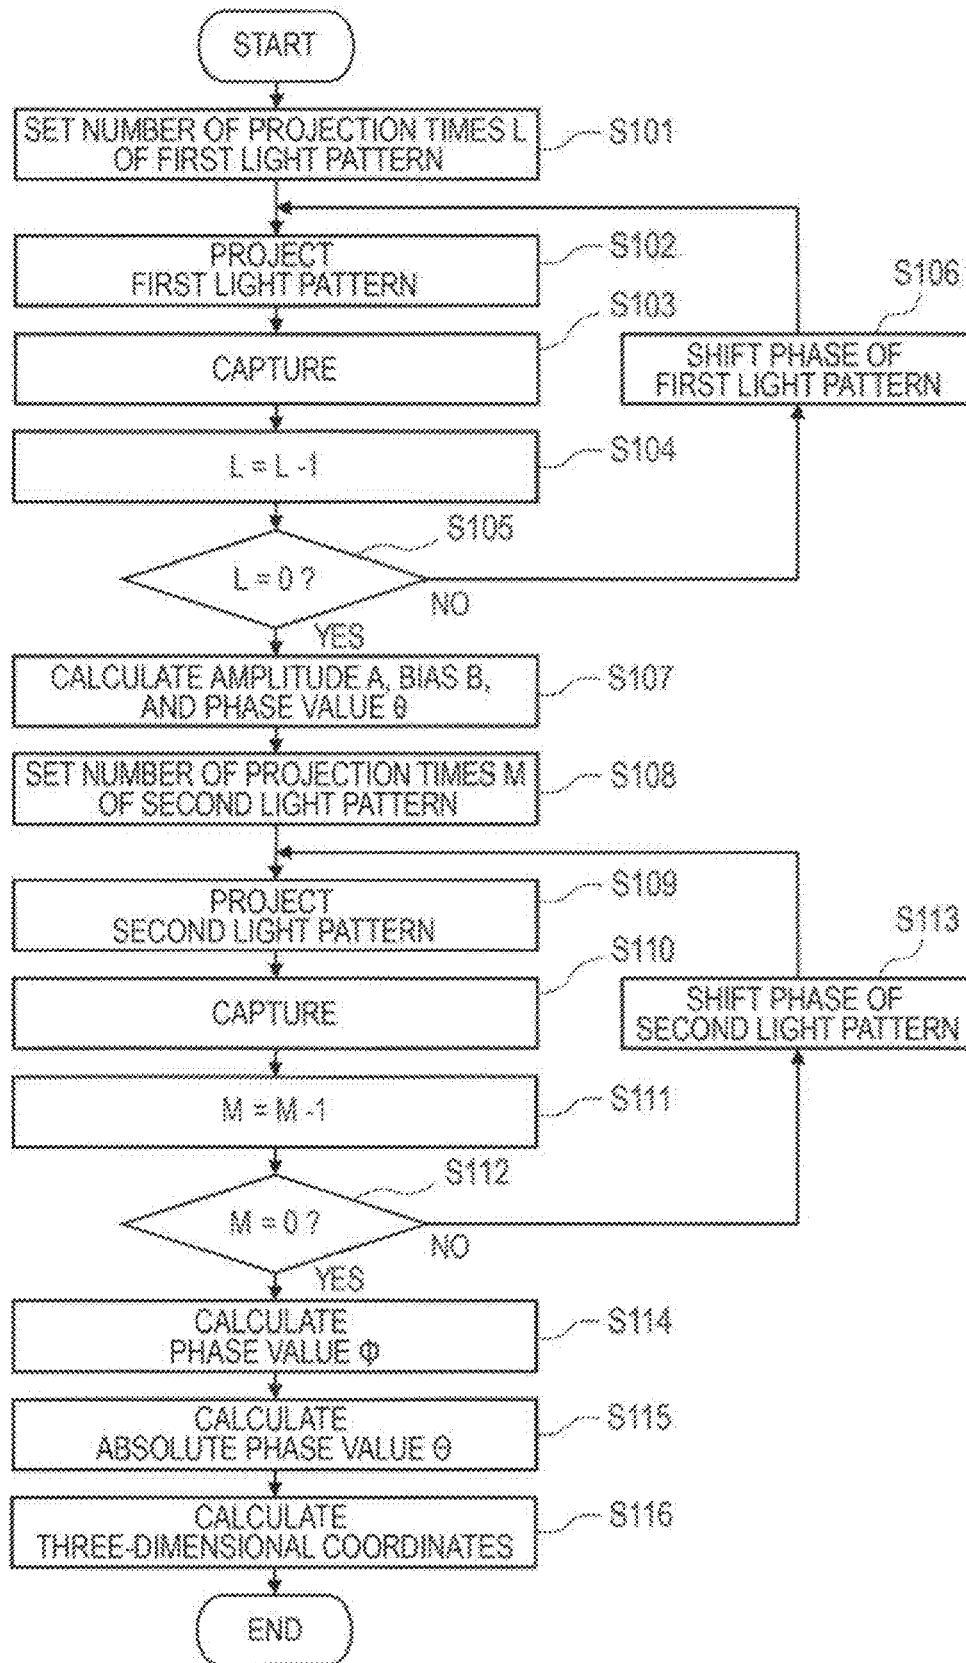 START
SET NUMBER OF PROJECTION TIMES L
OF FIRST LIGHT PATTERN
S101
PROJECT
FIRST LIGHT PATTERN
S102
CAPTURE
S103
L = L -1
S104
L = 0 ?
S105
NO
YES
SHIFT PHASE OF
FIRST LIGHT PATTERN
S106
CALCULATE AMPLITUDE A, BIAS B,
AND PHASE VALUE θ
S107
SET NUMBER OF PROJECTION TIMES M
OF SECOND LIGHT PATTERN
S108
PROJECT
SECOND LIGHT PATTERN
S109
CAPTURE
S110
M = M -1
S111
M = 0 ?
S112
NO
YES
SHIFT PHASE OF
SECOND LIGHT PATTERN
S113
CALCULATE
PHASE VALUE Φ
S114
CALCULATE
ABSOLUTE PHASE VALUE Θ
S115
CALCULATE
THREE-DIMENSIONAL COORDINATES
S116
END